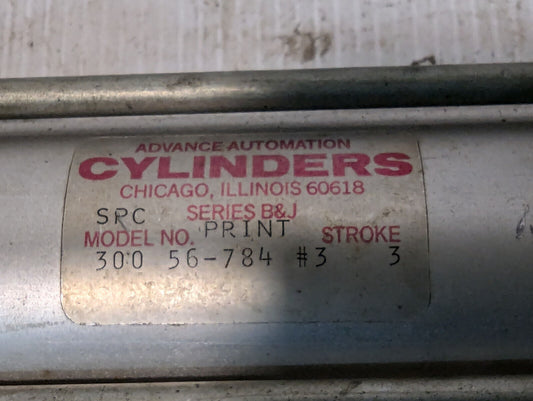 ADVANCE AUTOMATION
CYLINDERS
CHICAGO, ILLINOIS 60618
SPC SERIES B&J
MODEL NO. PRINT STROKE
300 56-784 #3 3